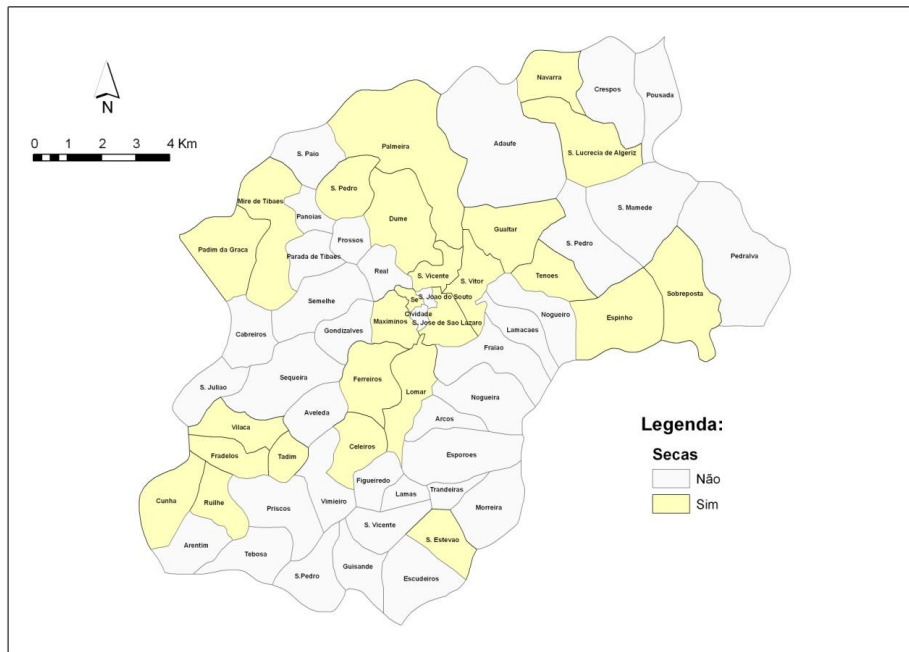 N
0 1 2 4 Km
Navarra
Crespos
Pousada
S. Paio
Palmeira
Adaufe
S. Lucrecia de Algeriz
Mire de Tibaes
S. Pedro
Panoias
Dume
S. Mamede
Frossos
Gualtar
S. Pedro
Padim da Graca
Parada de Tibaes
Pedralva
Real
S. Vicente
S. Vitor
Tenoes
Sobreposta
Semelhe
Se
S. Joao do Souto
Espinho
Nogueiro
Cividade
Maximinos
S. Jose de Sao Lazaro
Lamacaes
Cabreiros
Gondizalves
Fraiao
Sequeira
Ferreiros
S. Juliao
Lomar
Nogueira
Aveleda
Arcos
Vilaca
Celeiros
Fradelos
Tadim
Esporoes
Figueiredo
Trandeiras
Lamas
Cunha
Ruilhe
Priscos
Vimieiro
Morreira
S. Vicente
S. Estevao
Arentim
Tebosa
Guisande
S.Pedro
Escudeiros
Legenda:
Secas
Não
Sim